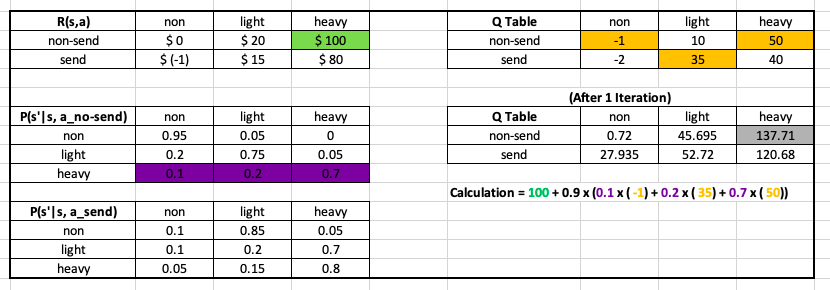 R(s,a) non light heavy Q Table non light heavy
non-send $ 0 $ 20 $ 100 non-send -1 10 50
send $ (-1) $ 15 $ 80 send -2 35 40
(After 1 Iteration)
P(s'|s, a_no-send) non light heavy Q Table non light heavy
non 0.95 0.05 0 non-send 0.72 45.695 137.71
light 0.2 0.75 0.05 send 27.935 52.72 120.68
heavy 0.1 0.2 0.7
Calculation = 100 + 0.9 x (0.1 x ( -1) + 0.2 x ( 35) + 0.7 x ( 50))
P(s'|s, a_send) non light heavy
non 0.1 0.85 0.05
light 0.1 0.2 0.7
heavy 0.05 0.15 0.8